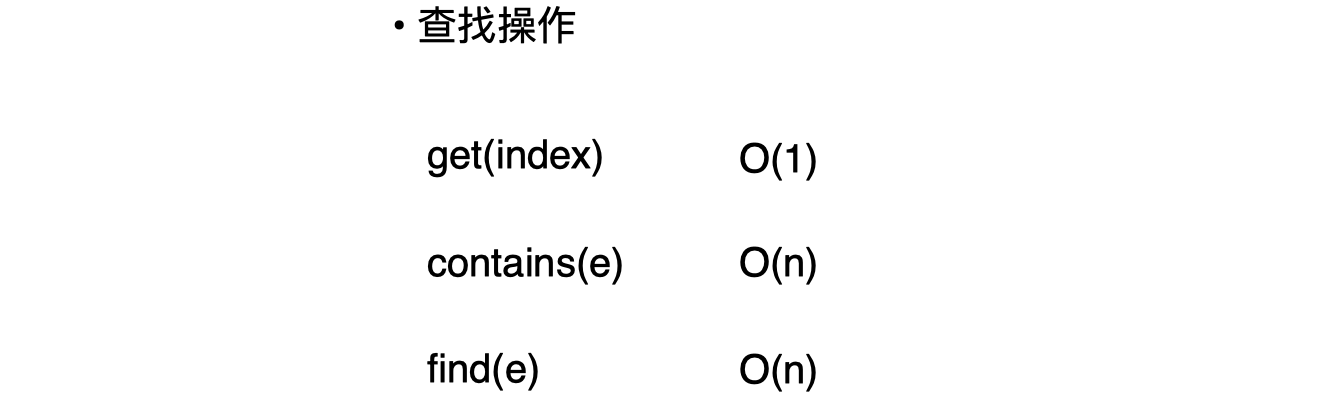 • 查找操作
get(index) O(1)
contains(e) O(n)
find(e) O(n)